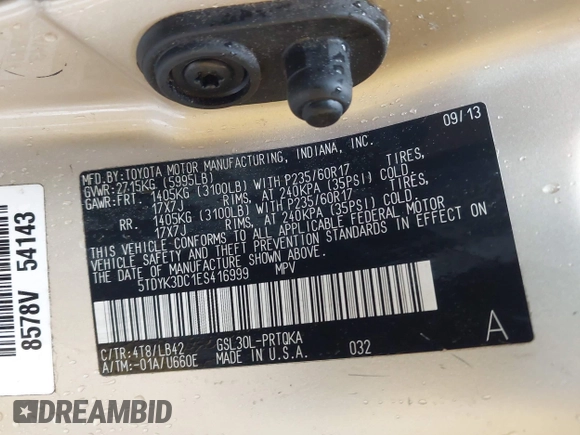 09/13
MFD.BY:TOYOTA MOTOR MANUFACTURING, INDIANA, INC.
GVWR:2715KG (5995LB)
GAWR:FRT. 1405KG (3100LB) WITH P235/60R17 TIRES,
17X7J RIMS, AT 240KPA (35PSI) COLD.
RR. 1405KG (3100LB) WITH P235/60R17 TIRES,
17X7J RIMS, AT 240KPA (35PSI) COLD.
THIS VEHICLE CONFORMS TO ALL APPLICABLE FEDERAL MOTOR
VEHICLE SAFETY AND THEFT PREVENTION STANDARDS IN EFFECT ON
THE DATE OF MANUFACTURE SHOWN ABOVE.
5TDYK3DC1ES416999 MPV
C/TR:4T8/LB42 GSL30L-PRTQKA A
A/TM:-01A/U660E MADE IN U.S.A. 032
8578V 54143
DREAMBID